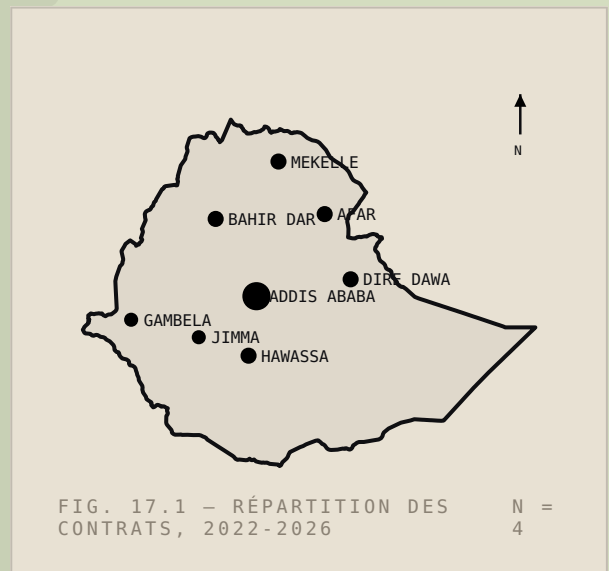 N
MEKELLE
BAHIR DAR
AFAR
DIRE DAWA
ADDIS ABABA
GAMBELA
JIMMA
HAWASSA
FIG. 17.1 — RÉPARTITION DES
CONTRATS, 2022-2026
N =
4